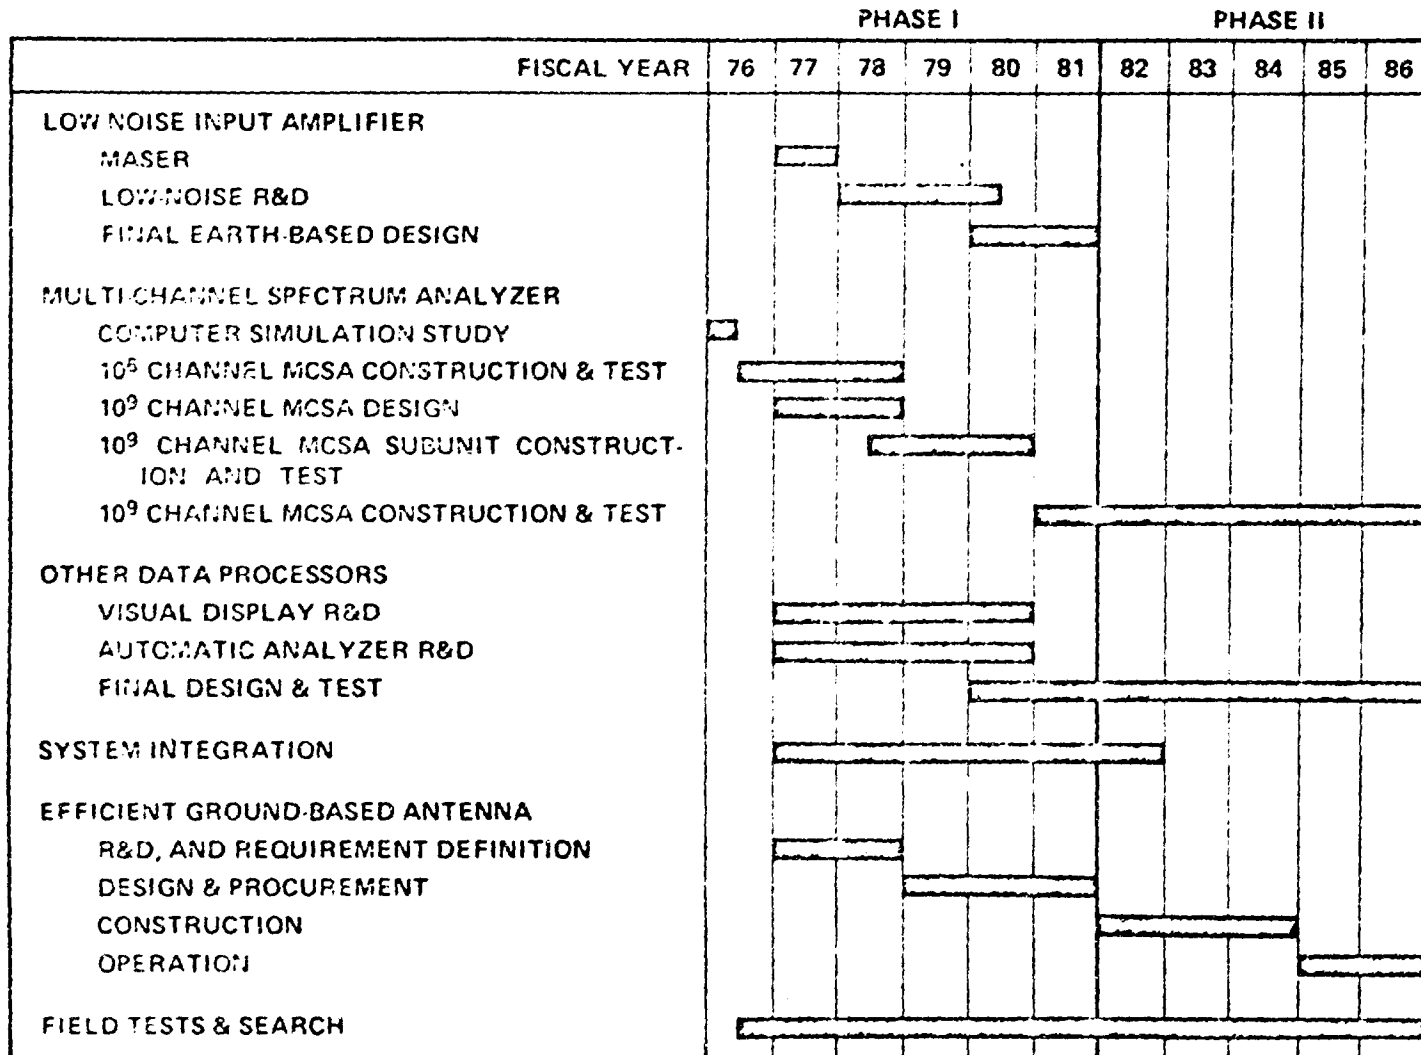 PHASE I PHASE II
FISCAL YEAR 76 77 78 79 80 81 82 83 84 85 86
LOW NOISE INPUT AMPLIFIER
MASER
LOW-NOISE R&D
FINAL EARTH-BASED DESIGN
MULTI-CHANNEL SPECTRUM ANALYZER
COMPUTER SIMULATION STUDY
CHANNEL MCSA CONSTRUCTION & TEST
10⁹ CHANNEL MCSA DESIGN
10⁹ CHANNEL MCSA SUBUNIT CONSTRUCT-
ION AND TEST
10⁹ CHANNEL MCSA CONSTRUCTION & TEST
OTHER DATA PROCESSORS
VISUAL DISPLAY R&D
AUTOMATIC ANALYZER R&D
FINAL DESIGN & TEST
SYSTEM INTEGRATION
EFFICIENT GROUND-BASED ANTENNA
R&D, AND REQUIREMENT DEFINITION
DESIGN & PROCUREMENT
CONSTRUCTION
OPERATION
FIELD TESTS & SEARCH